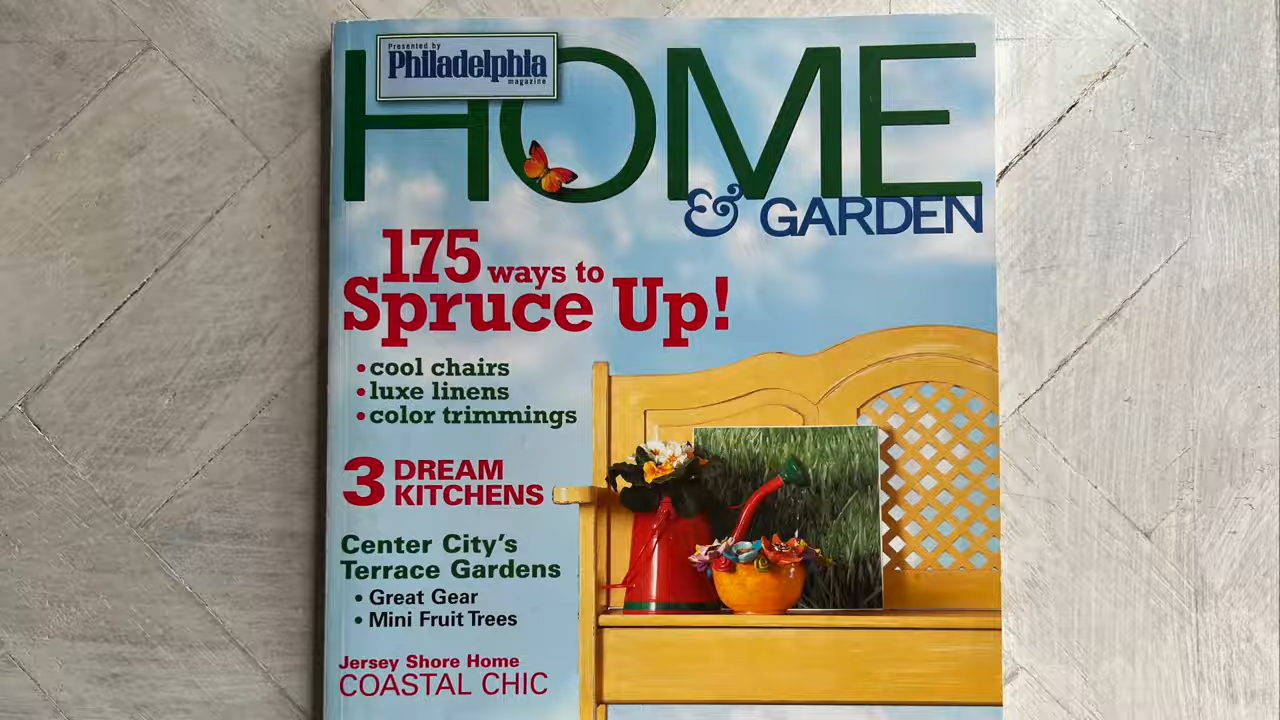 Presented by
Philadelphia
magazine
HOME
& GARDEN
175 ways to
Spruce Up!
• cool chairs
• luxe linens
• color trimmings
3 DREAM
KITCHENS
Center City's
Terrace Gardens
• Great Gear
• Mini Fruit Trees
Jersey Shore Home
COASTAL CHIC